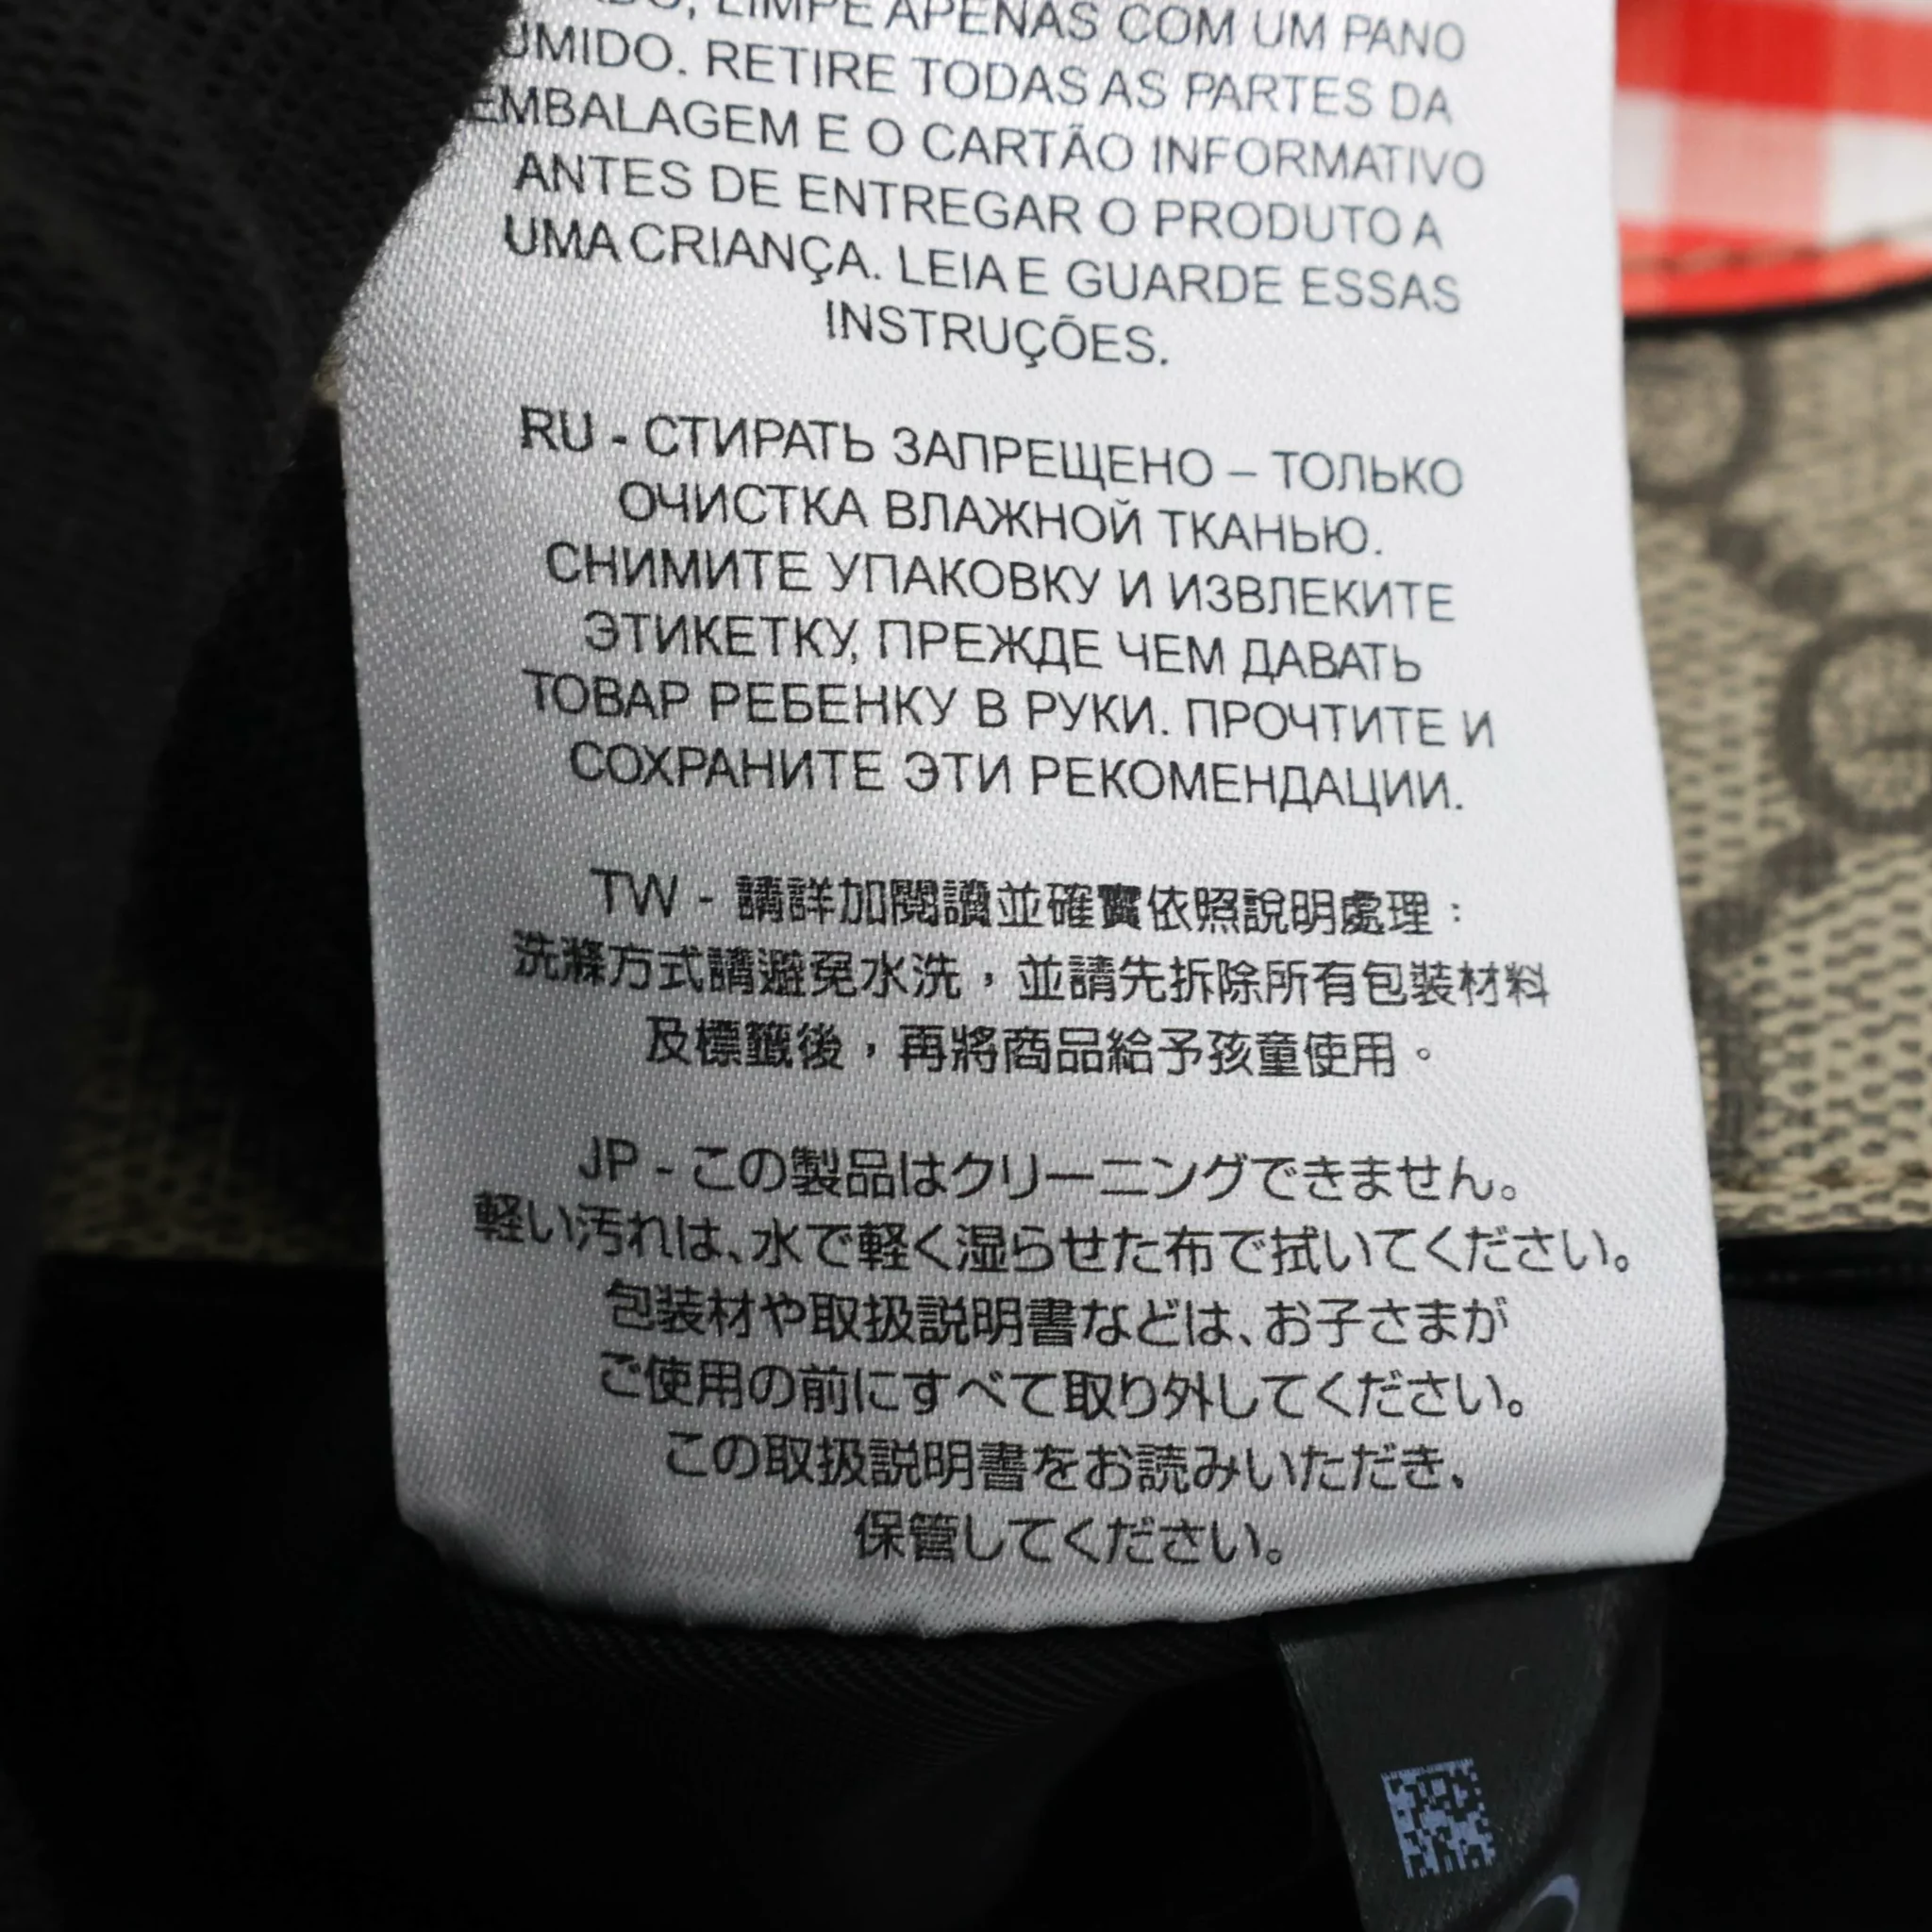 LIMPE APENAS COM UM PANO
ÚMIDO. RETIRE TODAS AS PARTES DA
EMBALAGEM E O CARTÃO INFORMATIVO
ANTES DE ENTREGAR O PRODUTO A
UMA CRIANÇA. LEIA E GUARDE ESSAS
INSTRUÇÕES.
RU - СТИРАТЬ ЗАПРЕЩЕНО – ТОЛЬКО
ОЧИСТКА ВЛАЖНОЙ ТКАНЬЮ.
СНИМИТЕ УПАКОВКУ И ИЗВЛЕКИТЕ
ЭТИКЕТКУ, ПРЕЖДЕ ЧЕМ ДАВАТЬ
ТОВАР РЕБЕНКУ В РУКИ. ПРОЧТИТЕ И
СОХРАНИТЕ ЭТИ РЕКОМЕНДАЦИИ.
TW - 請詳加閱讀並確實依照說明處理：
洗滌方式請避免水洗，並請先拆除所有包裝材料
及標籤後，再將商品給予孩童使用。
JP - この製品はクリーニングできません。
軽い汚れは、水で軽く湿らせた布で拭いてください。
包装材や取扱説明書などは、お子さまが
ご使用の前にすべて取り外してください。
この取扱説明書をお読みいただき、
保管してください。
G